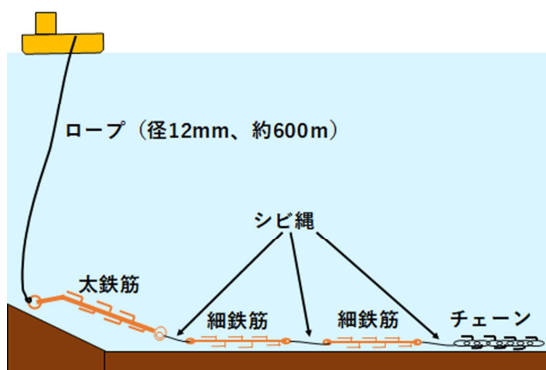 ロープ（径12mm、約600m）
シビ縄
太鉄筋
細鉄筋
細鉄筋
チェーン